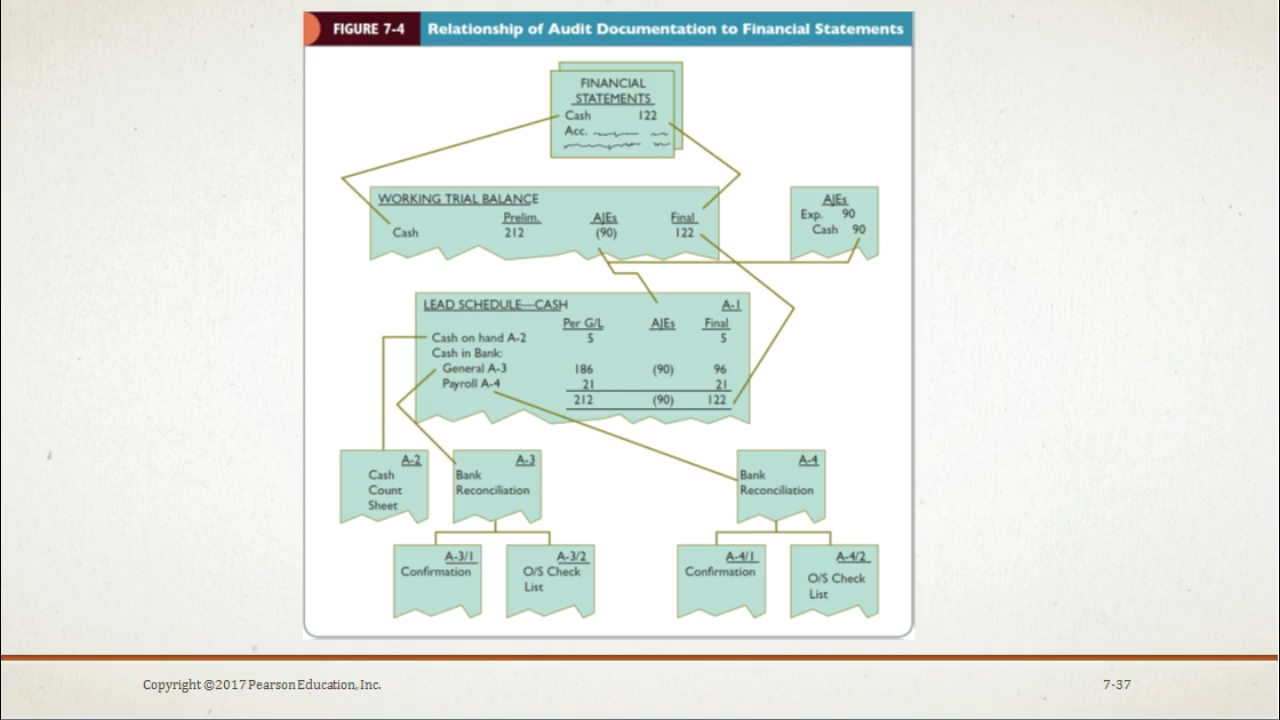 FIGURE 7-4 Relationship of Audit Documentation to Financial Statements
FINANCIAL
STATEMENTS
Cash 122
Acc.
WORKING TRIAL BALANCE
Prelim. AJEs Final
Cash 212 (90) 122
AJEs
Exp. 90
Cash 90
LEAD SCHEDULE—CASH A-1
Per G/L AJEs Final
Cash on hand A-2 5 5
Cash in Bank:
General A-3 186 (90) 96
Payroll A-4 21 21
212 (90) 122
A-2
Cash
Count
Sheet
A-3
Bank
Reconciliation
A-4
Bank
Reconciliation
A-3/1
Confirmation
A-3/2
O/S Check
List
A-4/1
Confirmation
A-4/2
O/S Check
List
Copyright ©2017 Pearson Education, Inc. 7-37